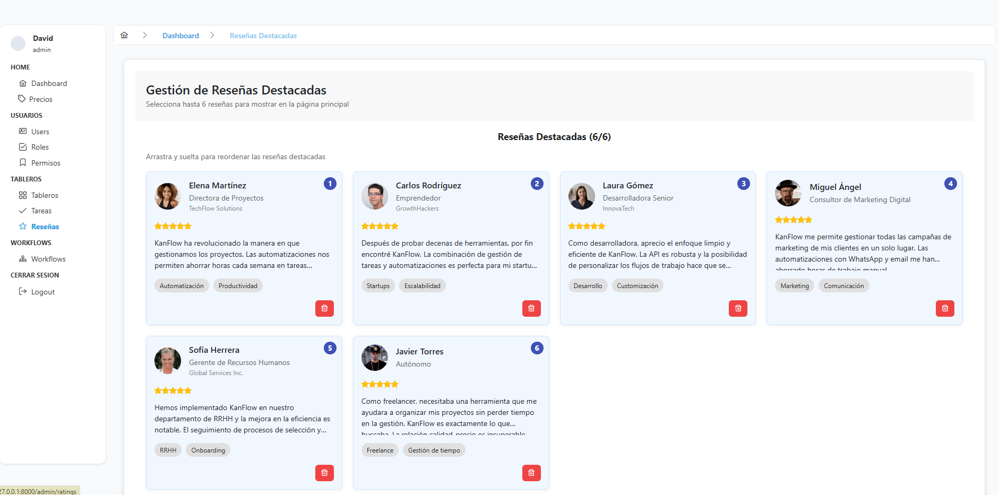 David
admin
HOME
Dashboard
Precios
USUARIOS
Users
Roles
Permisos
TABLEROS
Tableros
Tareas
Reseñas
WORKFLOWS
Workflows
CERRAR SESION
Logout
Dashboard
Reseñas Destacadas
Gestión de Reseñas Destacadas
Selecciona hasta 6 reseñas para mostrar en la página principal
Reseñas Destacadas (6/6)
Arrastra y suelta para reordenar las reseñas destacadas
Elena Martínez
1
Directora de Proyectos
TechFlow Solutions
KanFlow ha revolucionado la manera en que
gestionamos los proyectos. Las automatizaciones nos
permiten ahorrar horas cada semana en tareas...
Automatización
Productividad
Carlos Rodríguez
2
Emprendedor
GrowthHackers
Después de probar decenas de herramientas, por fin
encontré KanFlow. La combinación de gestión de
tareas y automatizaciones es perfecta para mi startu...
Startups
Escalabilidad
Laura Gómez
3
Desarrolladora Senior
InnovaTech
Como desarrolladora, aprecio el enfoque limpio y
eficiente de KanFlow. La API es robusta y la posibilidad
de personalizar los flujos de trabajo hace que se...
Desarrollo
Customización
Miguel Ángel
4
Consultor de Marketing Digital
KanFlow me permite gestionar todas las campañas de
marketing de mis clientes en un solo lugar. Las
automatizaciones con WhatsApp y email me han...
ahorrado horas de trabajo manual
Marketing
Comunicación
Sofía Herrera
5
Gerente de Recursos Humanos
Global Services Inc.
Hemos implementado KanFlow en nuestro
departamento de RRHH y la mejora en la eficiencia es
notable. El seguimiento de procesos de selección y...
RRHH
Onboarding
Javier Torres
6
Autónomo
Como freelancer, necesitaba una herramienta que me
ayudara a organizar mis proyectos sin perder tiempo
en la gestión. KanFlow es exactamente lo que...
buscaba. La relación calidad-precio es insuperable
Freelance
Gestión de tiempo
27.0.0.1:8000/admin/ratings